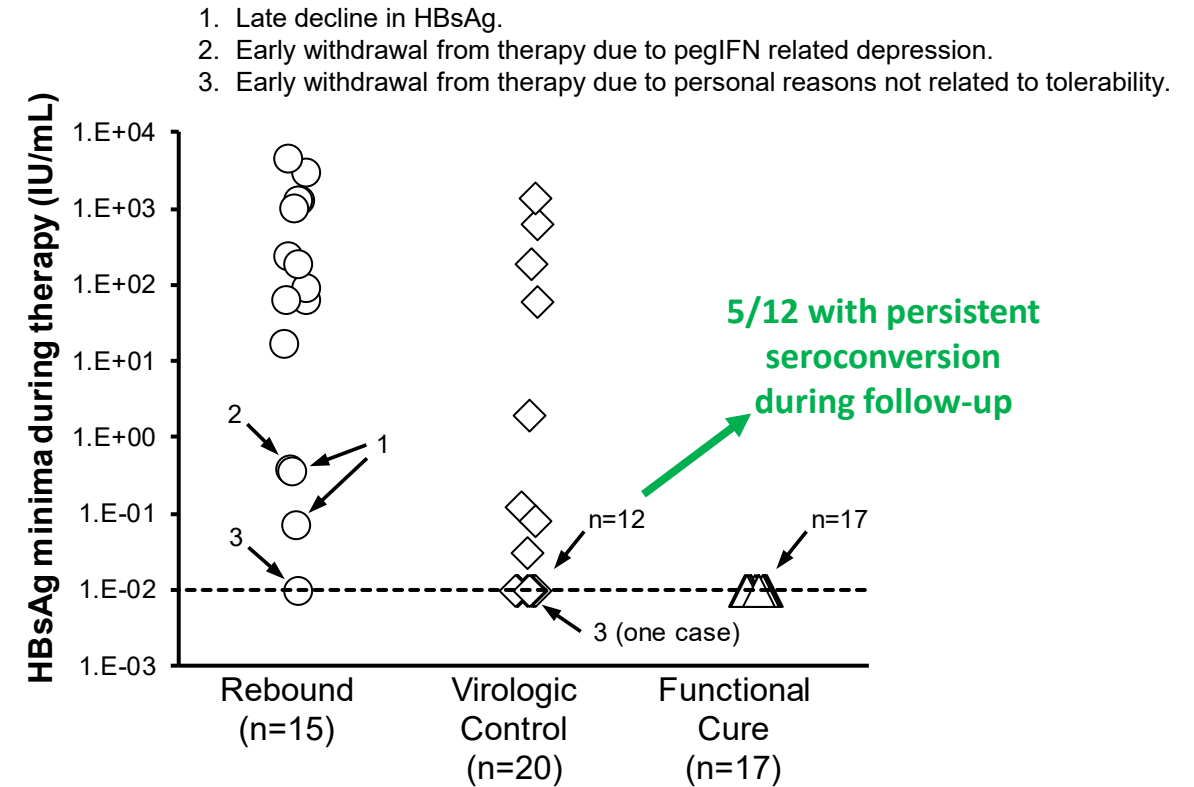 1. Late decline in HBsAg.
2. Early withdrawal from therapy due to pegIFN related depression.
3. Early withdrawal from therapy due to personal reasons not related to tolerability.
HBsAg minima during therapy (IU/mL)
1.E+04
1.E+03
1.E+02
1.E+01
1.E+00
1.E-01
1.E-02
1.E-03
5/12 with persistent
seroconversion
during follow-up
2
1
3
n=12
n=17
3 (one case)
Rebound
(n=15)
Virologic
Control
(n=20)
Functional
Cure
(n=17)